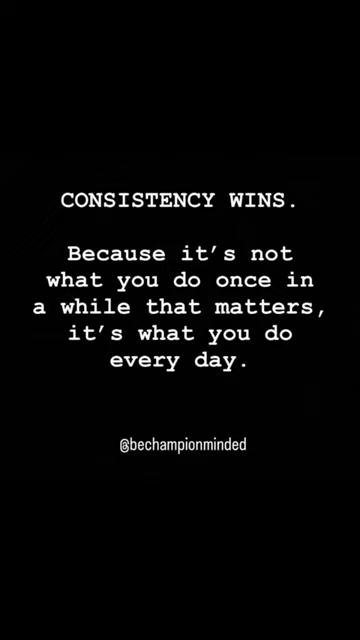 CONSISTENCY WINS.
Because it’s not
what you do once in
a while that matters,
it’s what you do
every day.
@bechampionminded